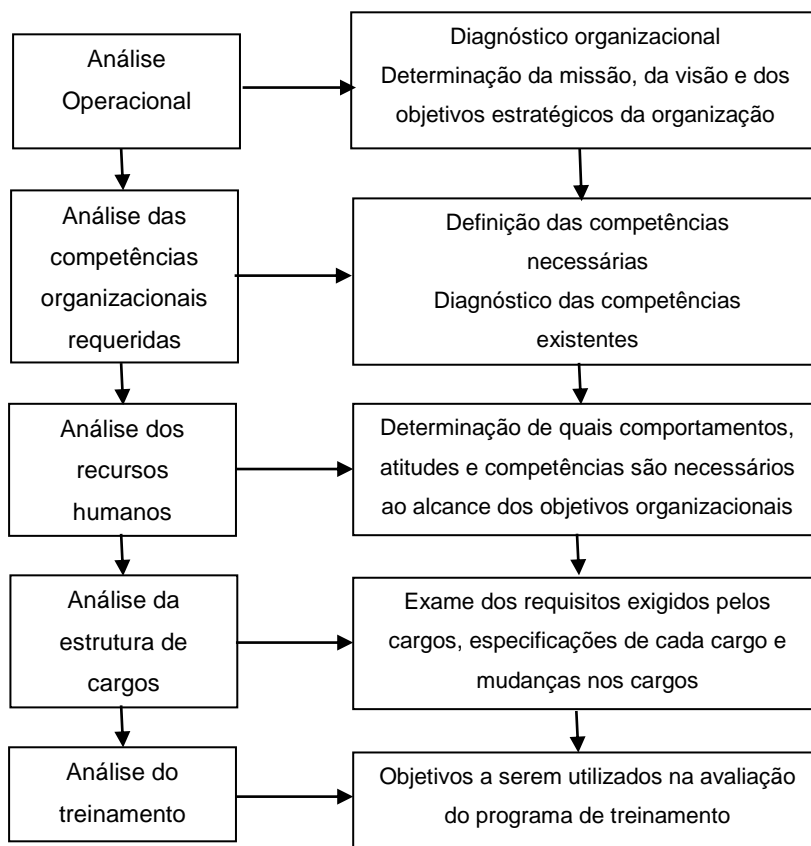 Análise
Operacional
Diagnóstico organizacional
Determinação da missão, da visão e dos
objetivos estratégicos da organização
Análise das
competências
organizacionais
requeridas
Definição das competências
necessárias
Diagnóstico das competências
existentes
Análise dos
recursos
humanos
Determinação de quais comportamentos,
atitudes e competências são necessários
ao alcance dos objetivos organizacionais
Análise da
estrutura de
cargos
Exame dos requisitos exigidos pelos
cargos, especificações de cada cargo e
mudanças nos cargos
Análise do
treinamento
Objetivos a serem utilizados na avaliação
do programa de treinamento